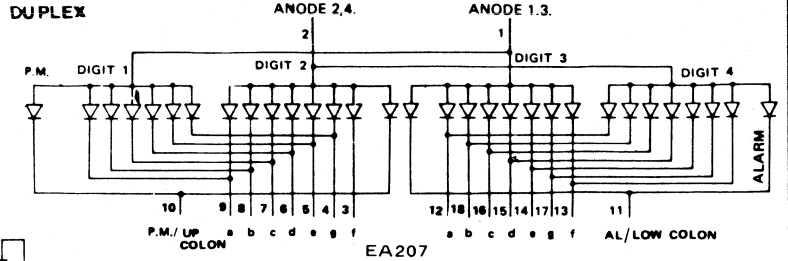 DUPLEX
ANODE 2,4.
ANODE 1.3.
2
1
P.M.
DIGIT 1
DIGIT 2
DIGIT 3
DIGIT 4
ALARM
10
9 8 7 6 5 4 3
12 18 16 15 14 17 13
11
P.M./ UP COLON
a b c d e g f
a b c d e g f
AL/LOW COLON
EA207